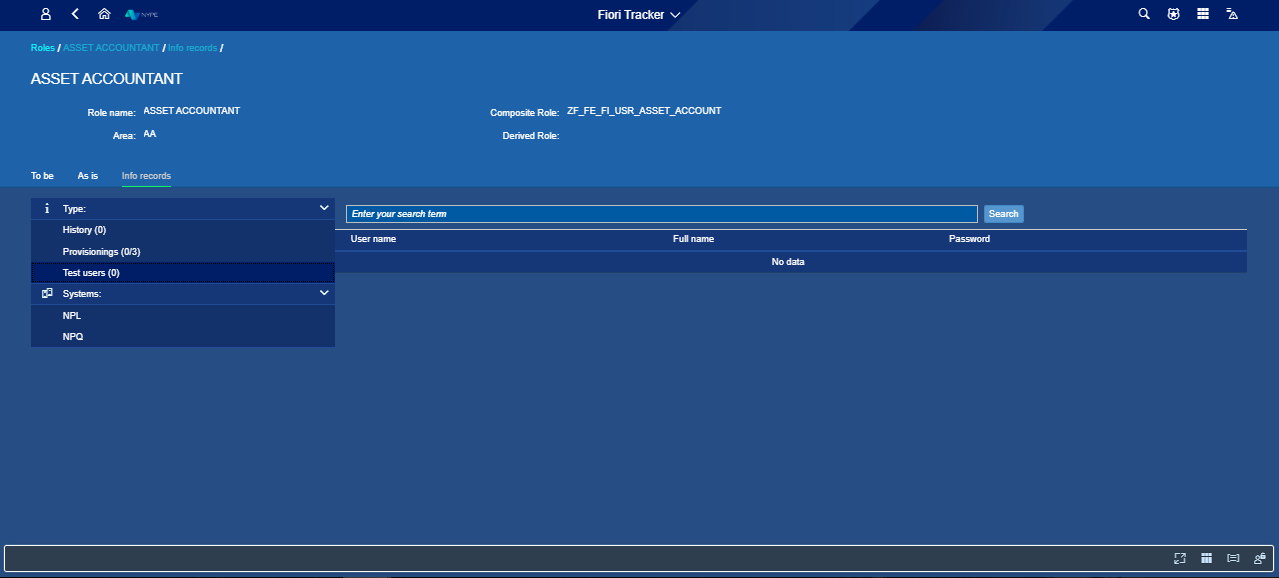 NYPE
Fiori Tracker
Roles / ASSET ACCOUNTANT / Info records /
ASSET ACCOUNTANT
Role name: ASSET ACCOUNTANT
Composite Role: ZF_FE_FI_USR_ASSET_ACCOUNT
Area: AA
Derived Role:
To be As is Info records
Type:
History (0)
Provisionings (0/3)
Test users (0)
Systems:
NPL
NPQ
Enter your search term Search
User name Full name Password
No data